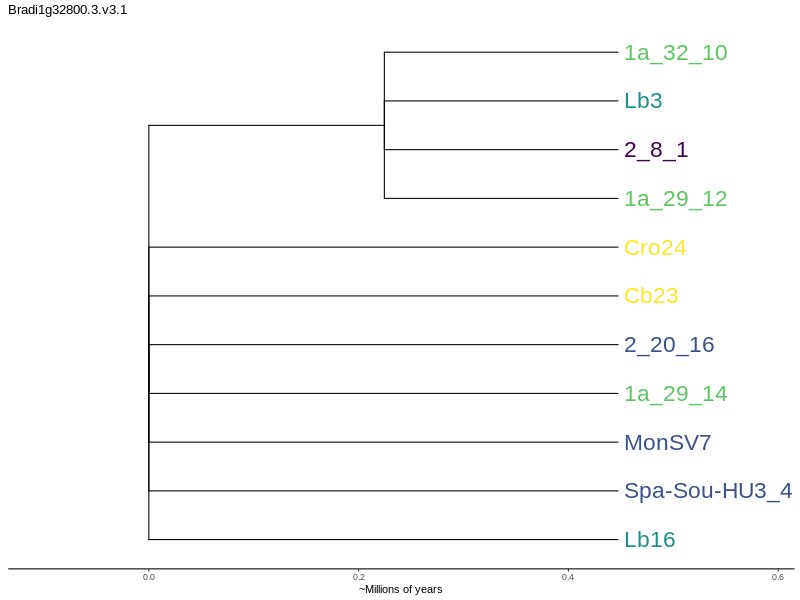 Bradi1g32800.3.v3.1
1a_32_10
Lb3
2_8_1
1a_29_12
Cro24
Cb23
2_20_16
1a_29_14
MonSV7
Spa-Sou-HU3_4
Lb16
0.0 0.2 0.4 0.6
~Millions of years